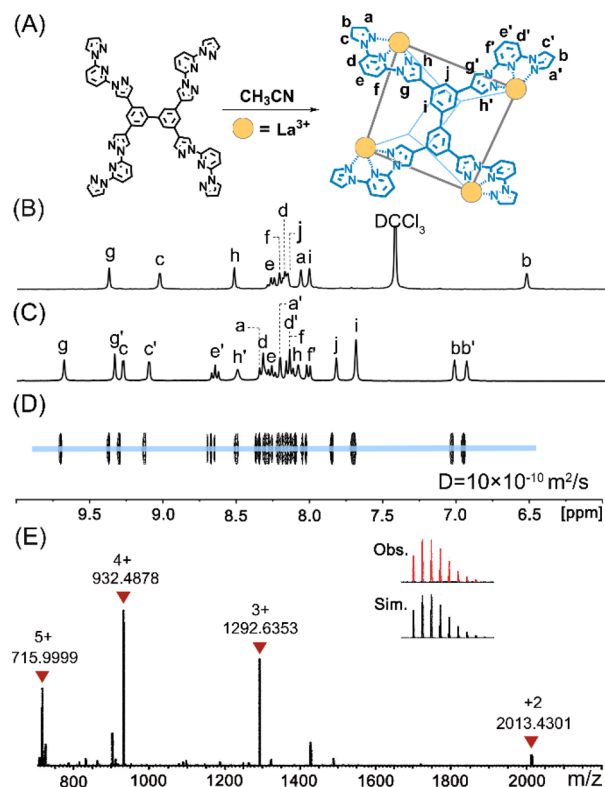 (A)
CH₃CN
= La³⁺
N N N N N N N N N N N N N N N N N N N N
b a
c
d
e
f
g
h
i
j
g'
h'
f'
e'
d'
c'
b
a'
(B)
g c h e f d j a i DCCl₃ b
(C)
g g' c c' e' h' a d e a' d' f h f' j i b b'
(D)
D=10×10⁻¹⁰ m²/s
9.5 9.0 8.5 8.0 7.5 7.0 6.5 [ppm]
(E)
5+
715.9999
4+
932.4878
3+
1292.6353
+2
2013.4301
Obs.
Sim.
800 1000 1200 1400 1600 1800 2000 m/z